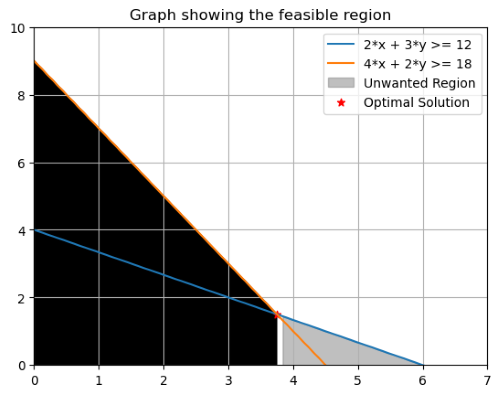 Graph showing the feasible region
2*x + 3*y >= 12
4*x + 2*y >= 18
Unwanted Region
Optimal Solution
10
8
6
4
2
0
0 1 2 3 4 5 6 7